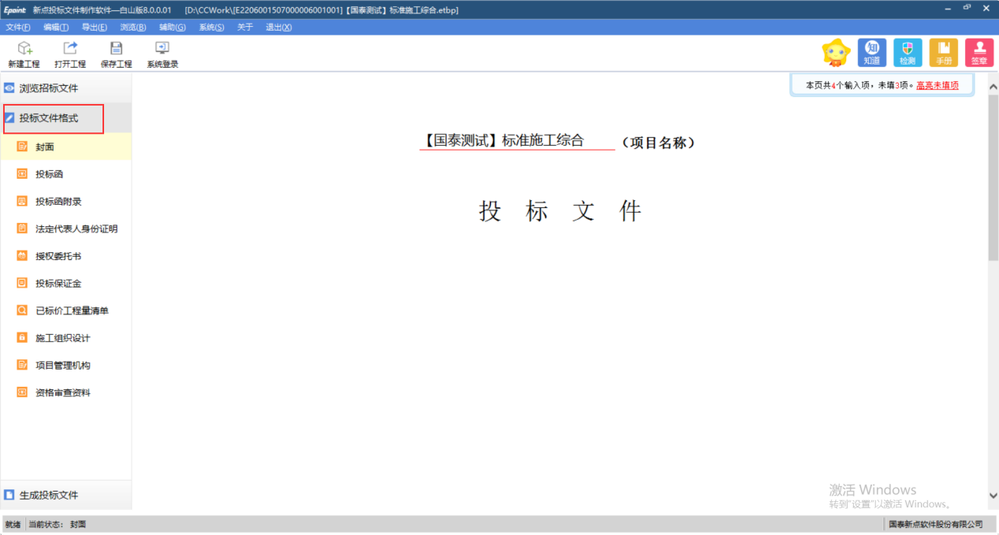 Epoint 新点投标文件制作软件—白山版8.0.0.01 [D:\CCWork\[E2206001507000006001001]【国泰测试】标准施工综合.etbp]
文件(F) 编辑(T) 导出(E) 浏览(B) 辅助(G) 系统(S) 关于 退出(X)
新建工程 打开工程 保存工程 系统登录
知 知道 检测 手册 签章
浏览招标文件
本页共4个输入项，未填3项。高亮未填项
投标文件格式
【国泰测试】标准施工综合 （项目名称）
封面
投标函
投标函附录
投 标 文 件
法定代表人身份证明
授权委托书
投标保证金
已标价工程量清单
施工组织设计
项目管理机构
资格审查资料
生成投标文件
激活 Windows
转到"设置"以激活 Windows。
就绪 当前状态： 封面 国泰新点软件股份有限公司